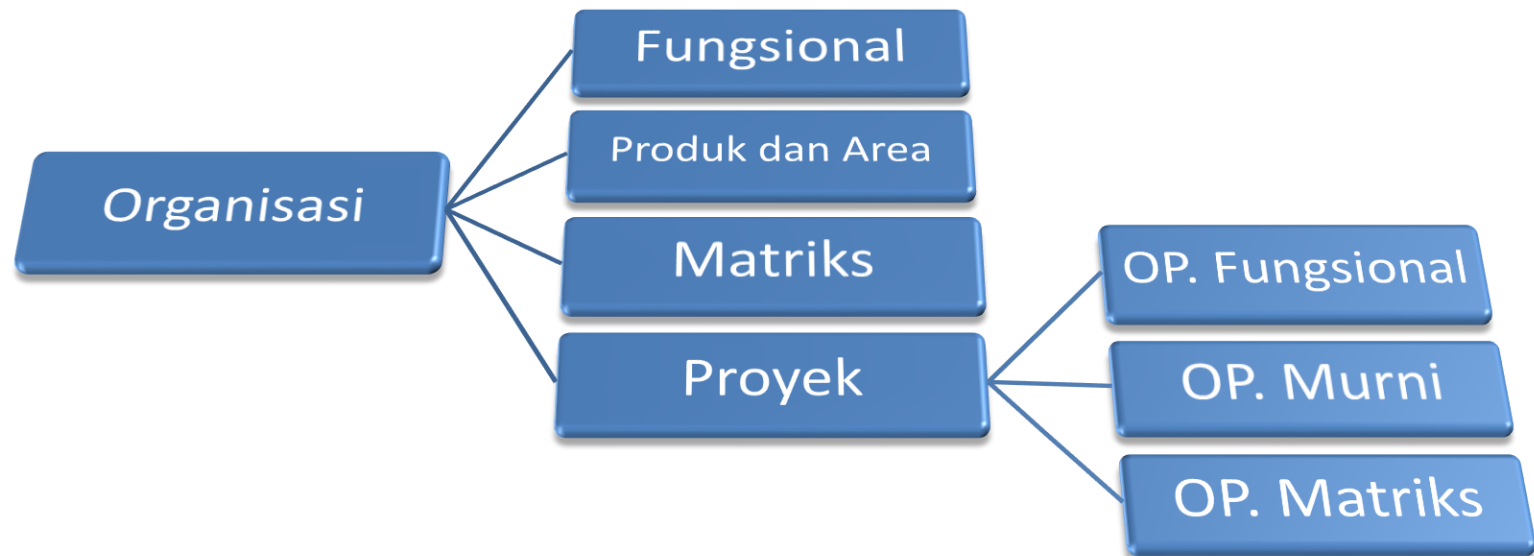 Organisasi
Fungsional
Produk dan Area
Matriks
Proyek
OP. Fungsional
OP. Murni
OP. Matriks